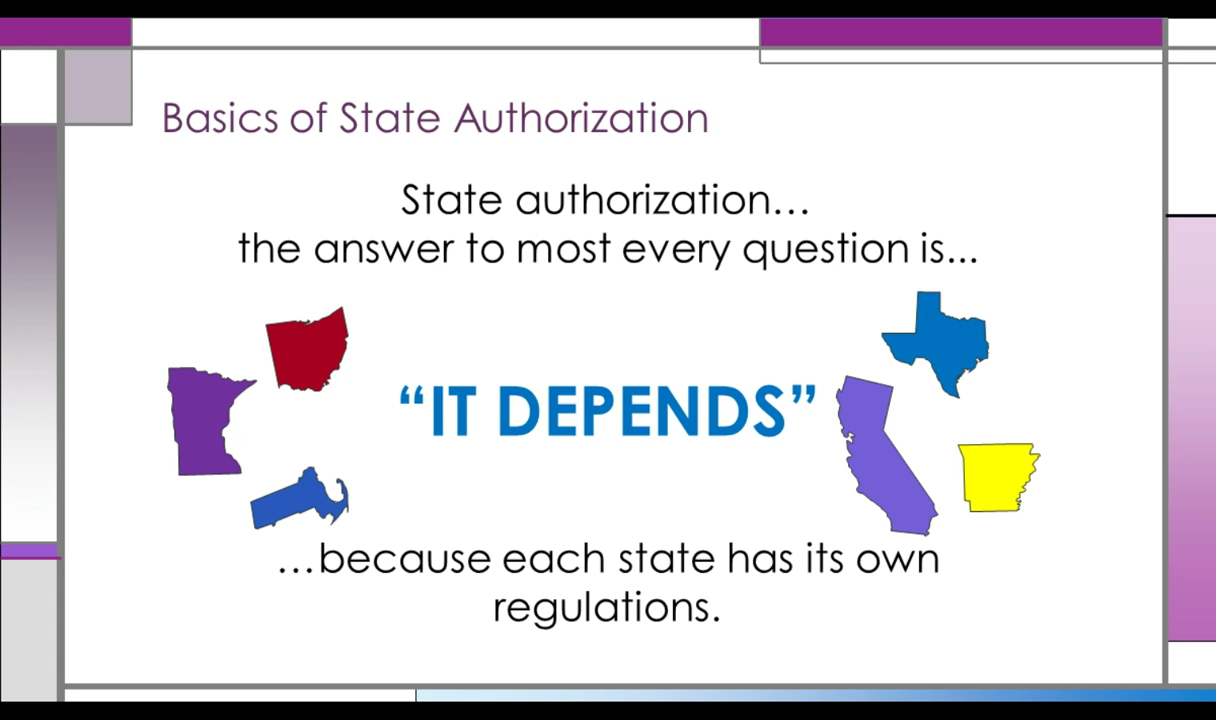 Basics of State Authorization
State authorization…
the answer to most every question is...
“IT DEPENDS”
…because each state has its own
regulations.